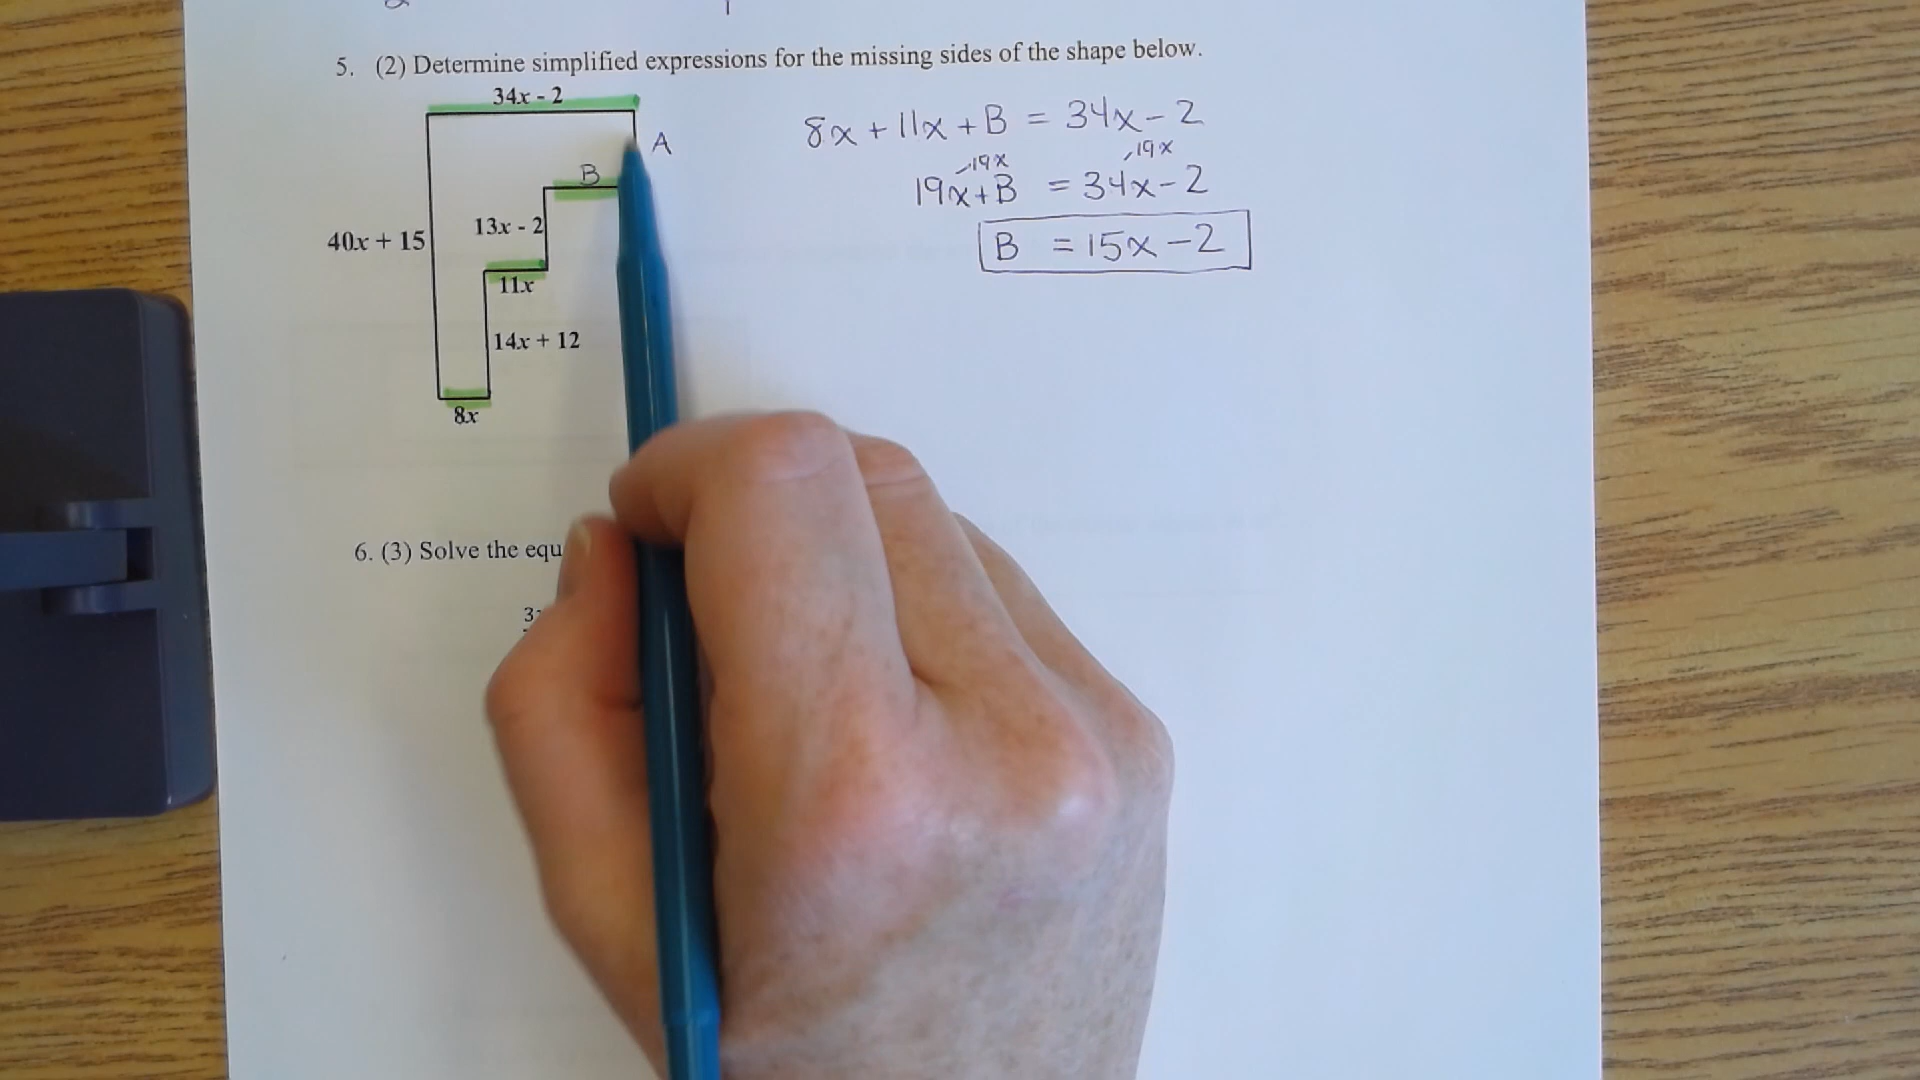 5. (2) Determine simplified expressions for the missing sides of the shape below.
34x - 2
A
B
40x + 15
13x - 2
11x
14x + 12
8x
8x + 11x + B = 34x - 2
-19x -19x
19x + B = 34x - 2
B = 15x - 2
6. (3) Solve the